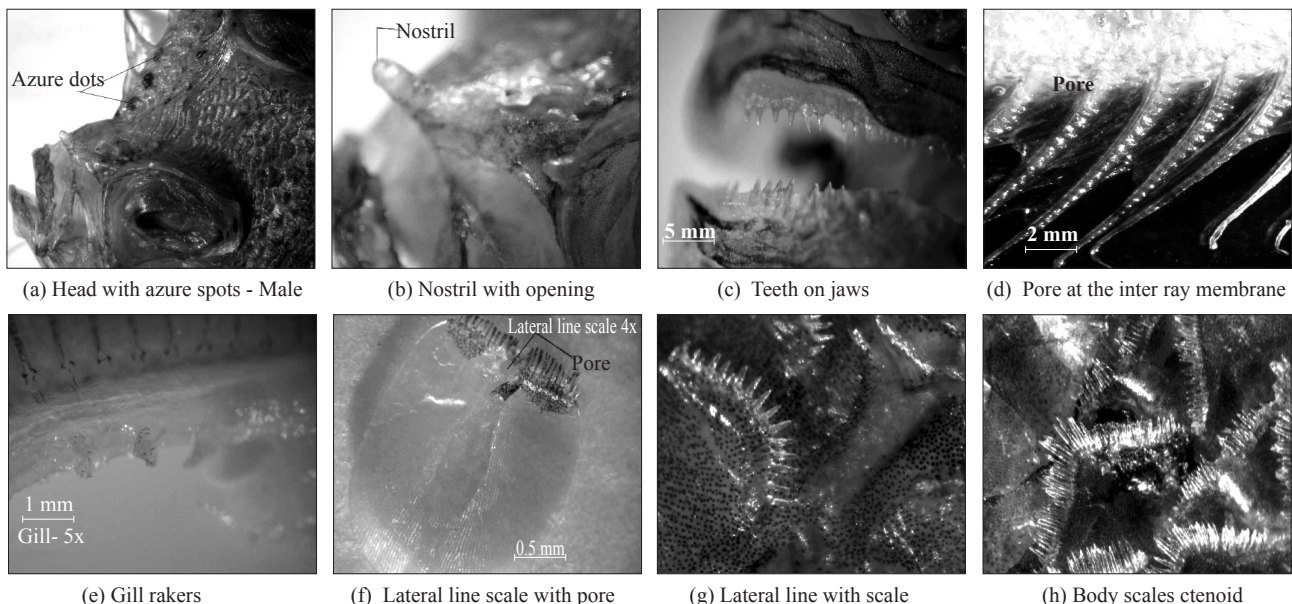 Azure dots
(a) Head with azure spots - Male
Nostril
(b) Nostril with opening
5 mm
(c) Teeth on jaws
Pore
2 mm
(d) Pore at the inter ray membrane
1 mm
Gill- 5x
(e) Gill rakers
Lateral line scale 4x
Pore
0.5 mm
(f) Lateral line scale with pore
(g) Lateral line with scale
(h) Body scales ctenoid